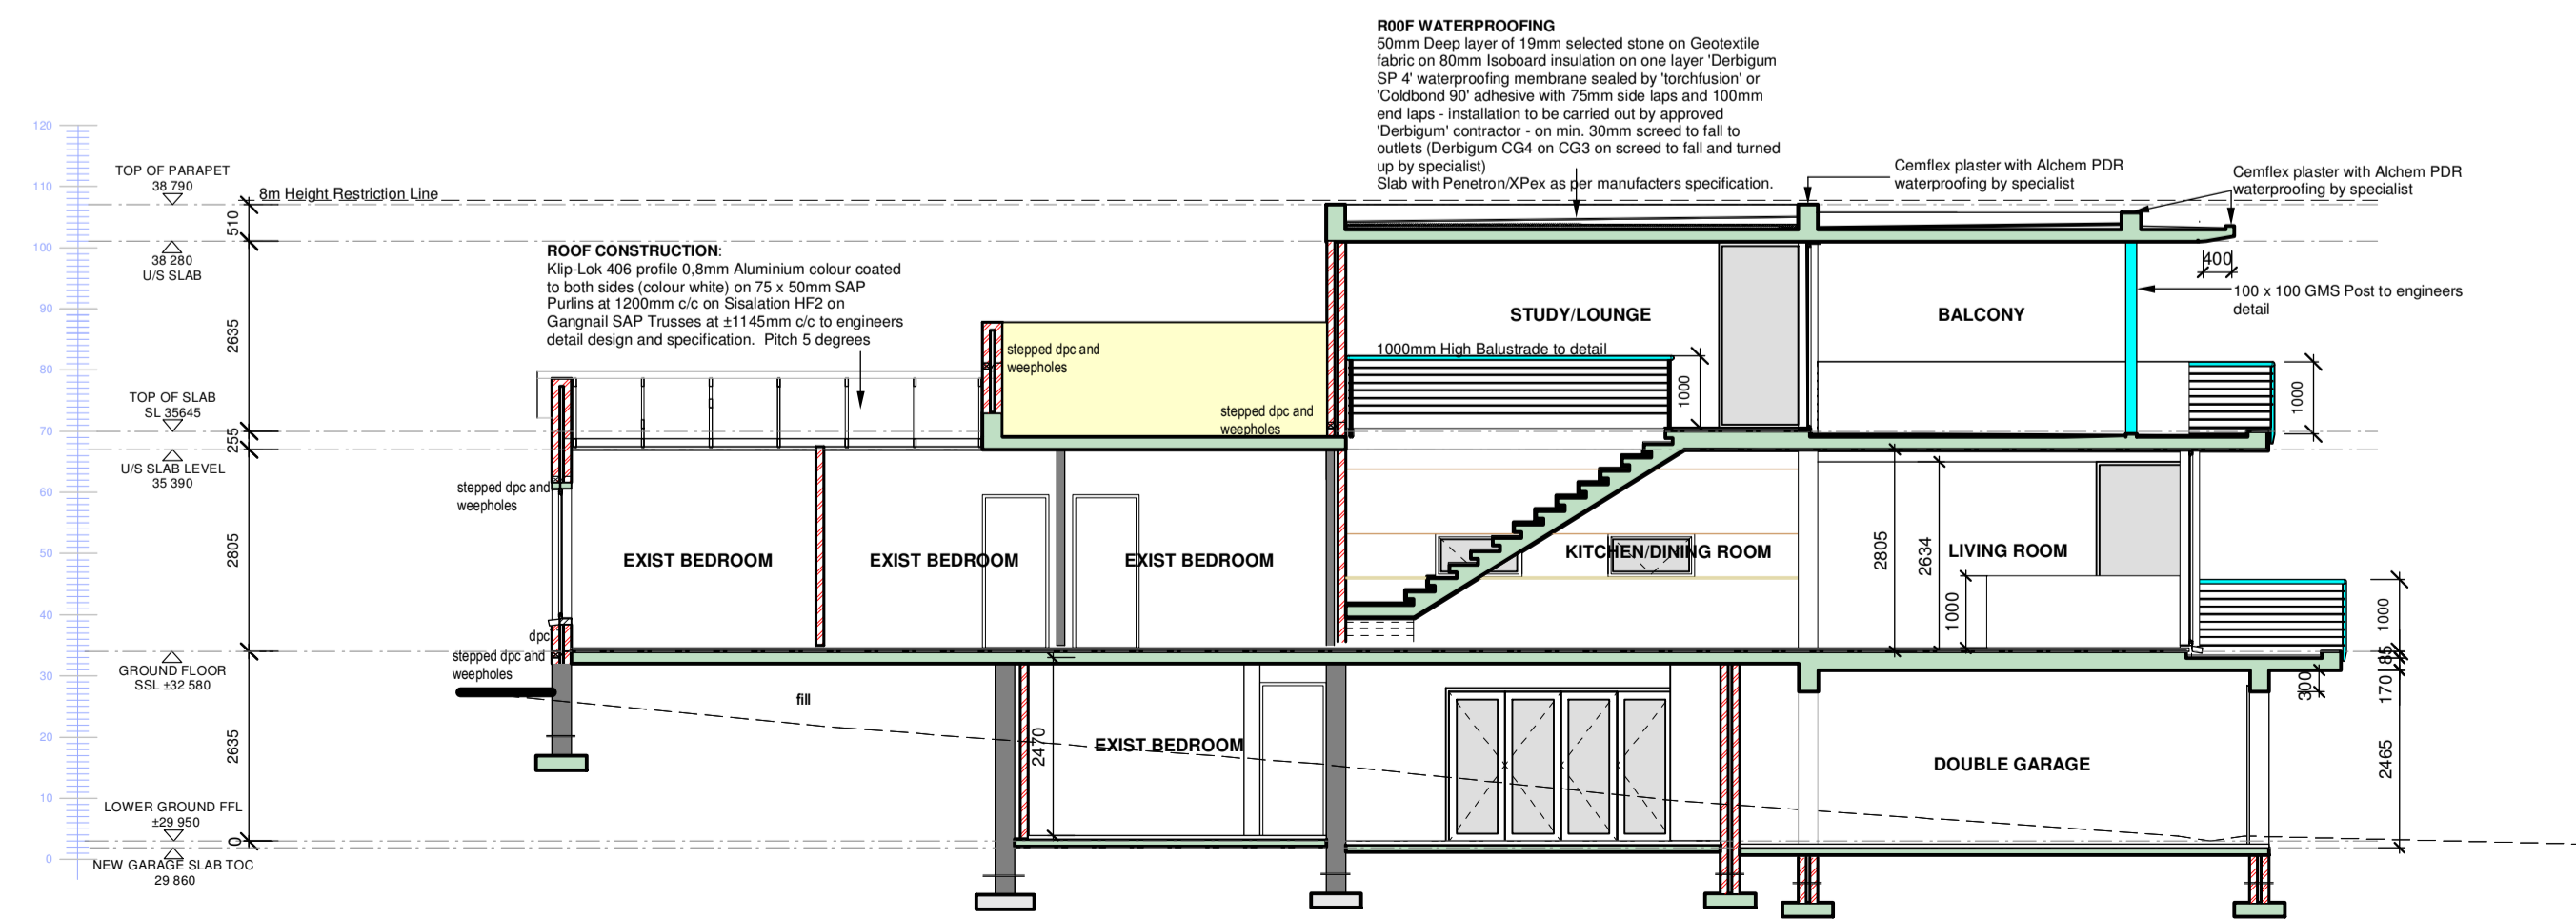 R00F WATERPROOFING
50mm Deep layer of 19mm selected stone on Geotextile
fabric on 80mm Isoboard insulation on one layer 'Derbigum
SP 4' waterproofing membrane sealed by 'torchfusion' or
'Coldbond 90' adhesive with 75mm side laps and 100mm
end laps - installation to be carried out by approved
'Derbigum' contractor - on min. 30mm screed to fall to
outlets (Derbigum CG4 on CG3 on screed to fall and turned
up by specialist)
Slab with Penetron/XPex as per manufacters specification.
Cemflex plaster with Alchem PDR
waterproofing by specialist
Cemflex plaster with Alchem PDR
waterproofing by specialist
120
110
100
90
80
70
60
50
40
30
20
10
0
TOP OF PARAPET
38 790
8m Height Restriction Line
510
38 280
U/S SLAB
2635
TOP OF SLAB
SL 35645
255
U/S SLAB LEVEL
35 390
2805
GROUND FLOOR
SSL ±32 580
2635
LOWER GROUND FFL
±29 950
0
NEW GARAGE SLAB TOC
29 860
ROOF CONSTRUCTION:
Klip-Lok 406 profile 0,8mm Aluminium colour coated
to both sides (colour white) on 75 x 50mm SAP
Purlins at 1200mm c/c on Sisalation HF2 on
Gangnail SAP Trusses at ±1145mm c/c to engineers
detail design and specification. Pitch 5 degrees
400
100 x 100 GMS Post to engineers
detail
STUDY/LOUNGE
BALCONY
stepped dpc and
weepholes
1000mm High Balustrade to detail
1000
1000
stepped dpc and
weepholes
stepped dpc and
weepholes
EXIST BEDROOM
EXIST BEDROOM
EXIST BEDROOM
KITCHEN/DINING ROOM
2805
2634
LIVING ROOM
1000
1000
dpc
stepped dpc and
weepholes
85
170
300
fill
2470
EXIST BEDROOM
DOUBLE GARAGE
2465